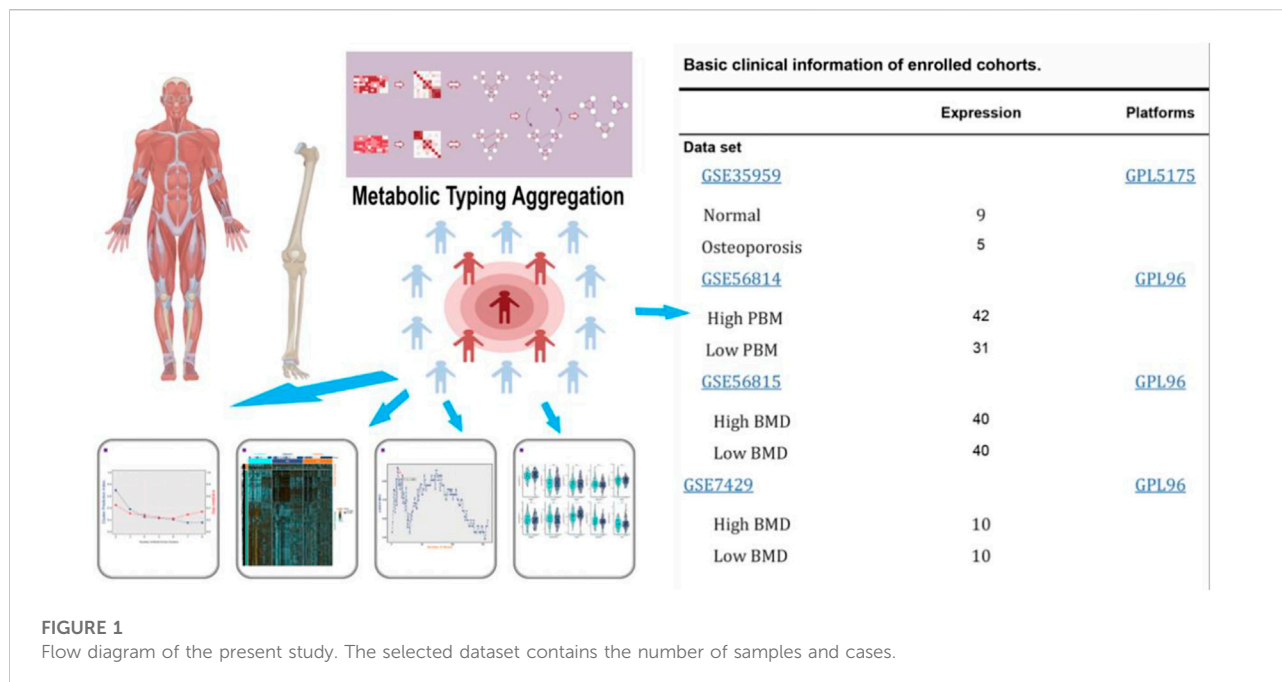 Metabolic Typing Aggregation
Basic clinical information of enrolled cohorts.
Expression Platforms
Data set
GSE35959 GPL5175
Normal 9
Osteoporosis 5
GSE56814 GPL96
High PBM 42
Low PBM 31
GSE56815 GPL96
High BMD 40
Low BMD 40
GSE7429 GPL96
High BMD 10
Low BMD 10
FIGURE 1
Flow diagram of the present study. The selected dataset contains the number of samples and cases.